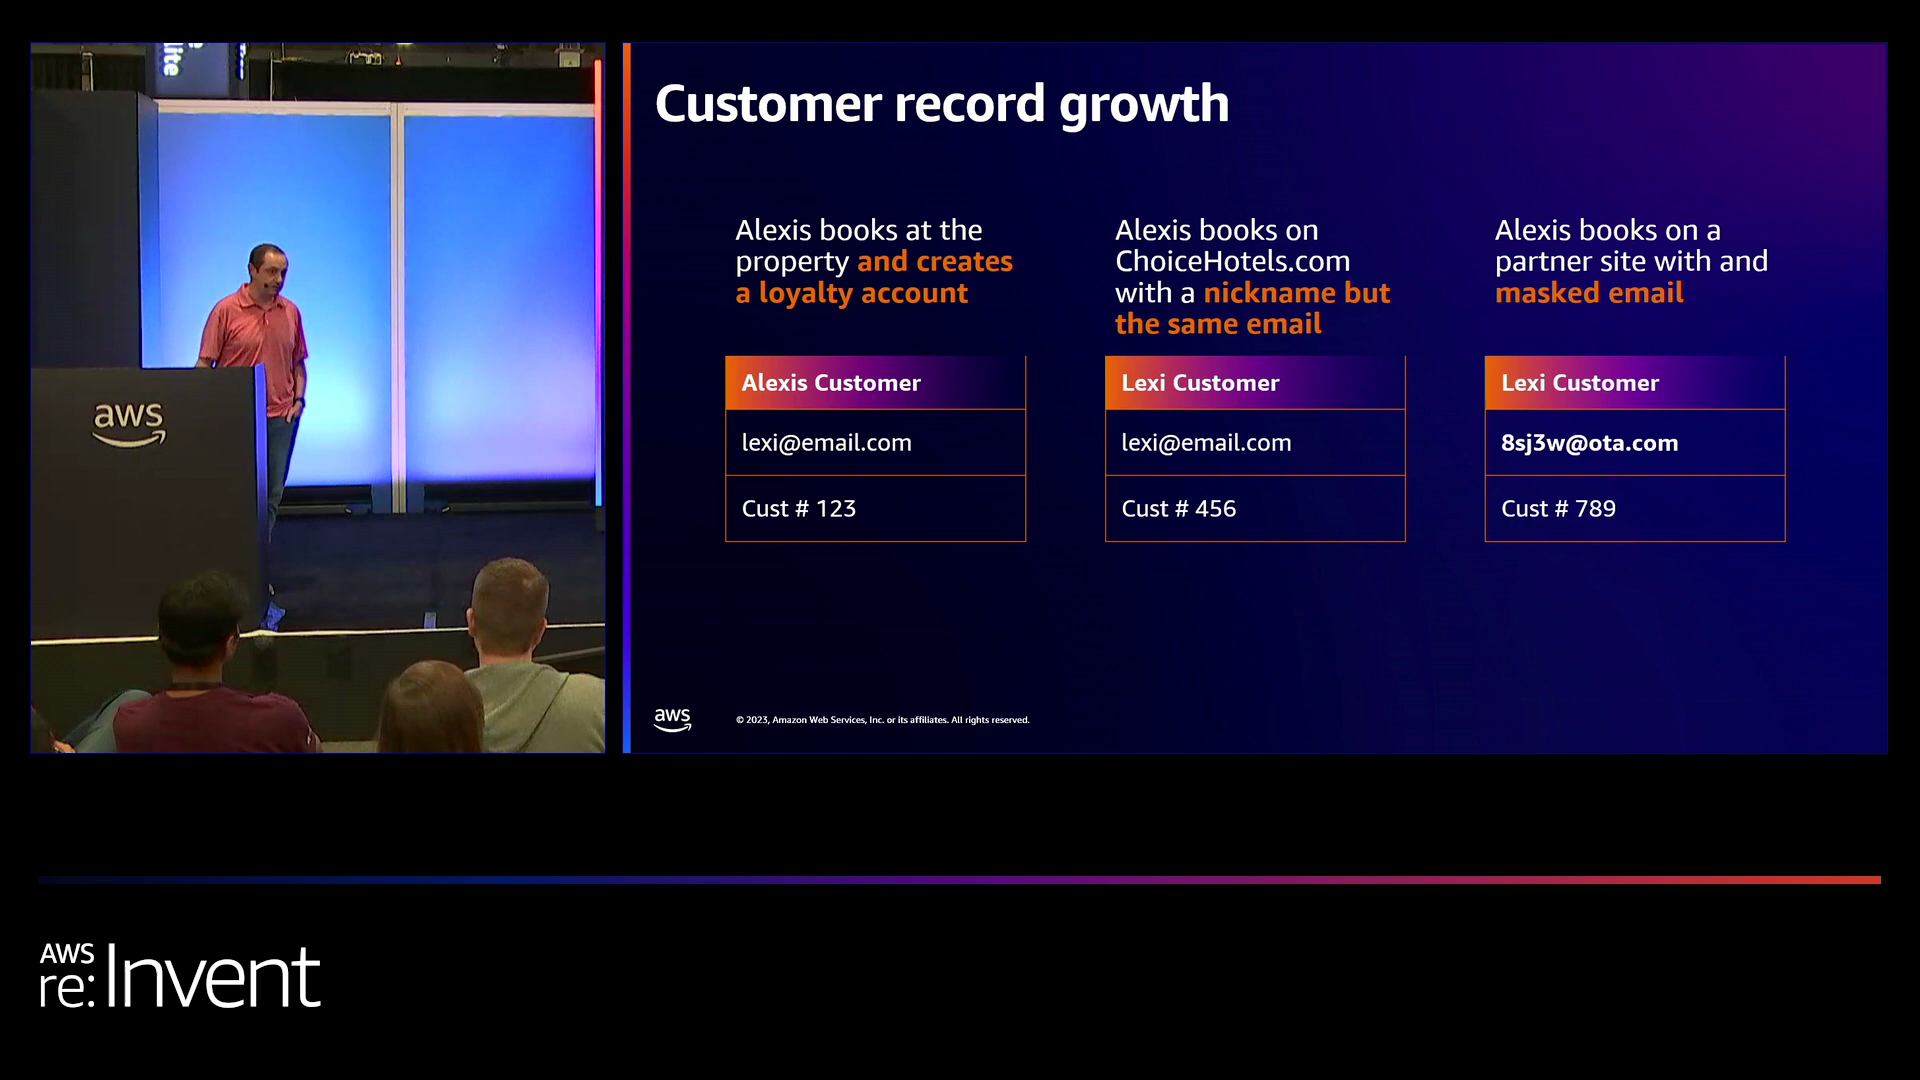 lite
aws
Customer record growth
Alexis books at the
property and creates
a loyalty account
Alexis Customer
lexi@email.com
Cust # 123
Alexis books on
ChoiceHotels.com
with a nickname but
the same email
Lexi Customer
lexi@email.com
Cust # 456
Alexis books on a
partner site with and
masked email
Lexi Customer
8sj3w@ota.com
Cust # 789
aws
© 2023, Amazon Web Services, Inc. or its affiliates. All rights reserved.
AWS
re:Invent